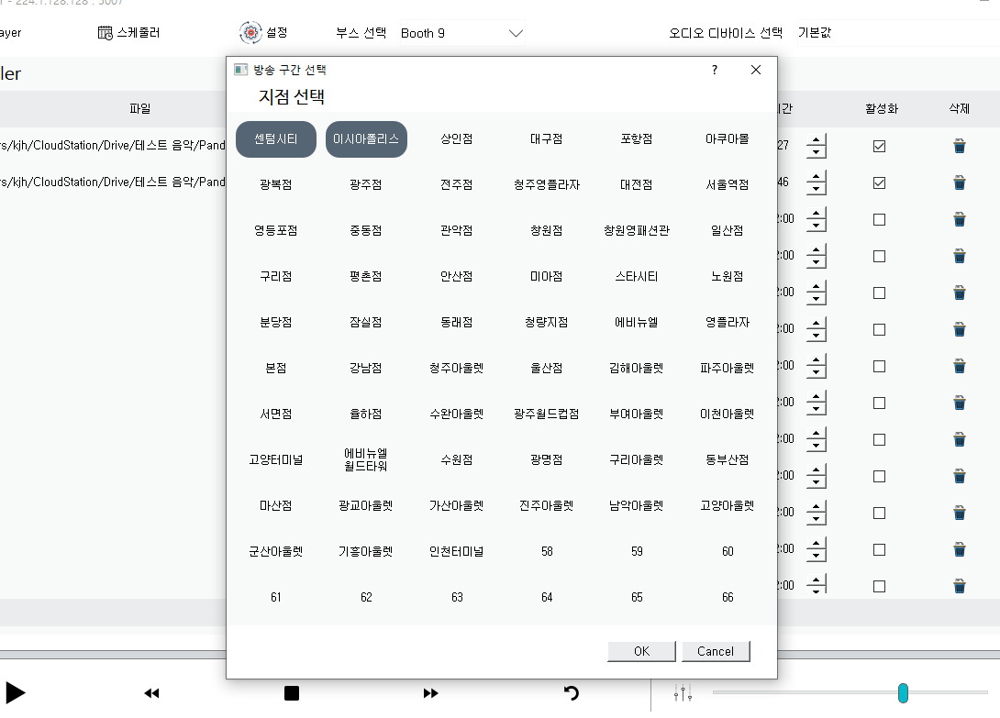 - 224.1.128.128 : 5007
ayer 스케줄러 설정 부스 선택 Booth 9 오디오 디바이스 선택 기본값
ler
방송 구간 선택 ?
지점 선택
파일 간 활성화 삭제
센텀시티 이시아폴리스 상인점 대구점 포항점 아쿠아몰
rs/kjh/CloudStation/Drive/테스트 음악/Pand 27
광복점 광주점 전주점 청주영플라자 대전점 서울역점
rs/kjh/CloudStation/Drive/테스트 음악/Pand 46
영등포점 중동점 관악점 창원점 창원영패션관 일산점
2:00
구리점 평촌점 안산점 미아점 스타시티 노원점
2:00
2:00
분당점 잠실점 동래점 청량지점 에비뉴엘 영플라자
2:00
본점 강남점 청주아울렛 울산점 김해아울렛 파주아울렛
2:00
서면점 율하점 수완아울렛 광주월드컵점 부여아울렛 이천아울렛
2:00
2:00
고양터미널 에비뉴엘 월드타워 수원점 광명점 구리아울렛 동부산점
2:00
마산점 광교아울렛 가산아울렛 진주아울렛 남악아울렛 고양아울렛
2:00
군산아울렛 기흥아울렛 인천터미널 58 59 60
2:00
61 62 63 64 65 66
2:00
OK Cancel